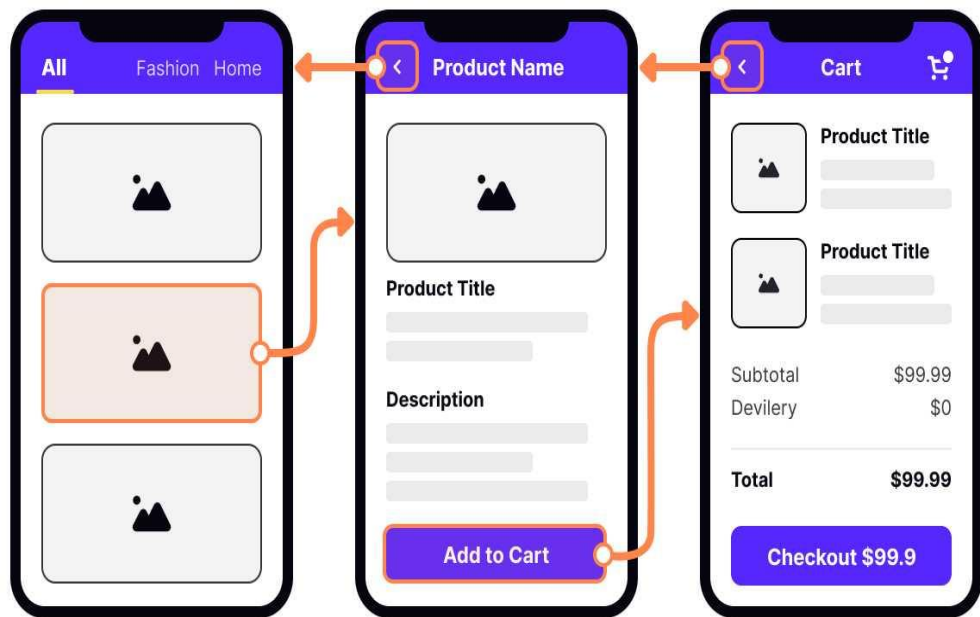 All Fashion Home
Product Name
Product Title
Description
Add to Cart
Cart
Product Title
Product Title
Subtotal $99.99
Devilery $0
Total $99.99
Checkout $99.9